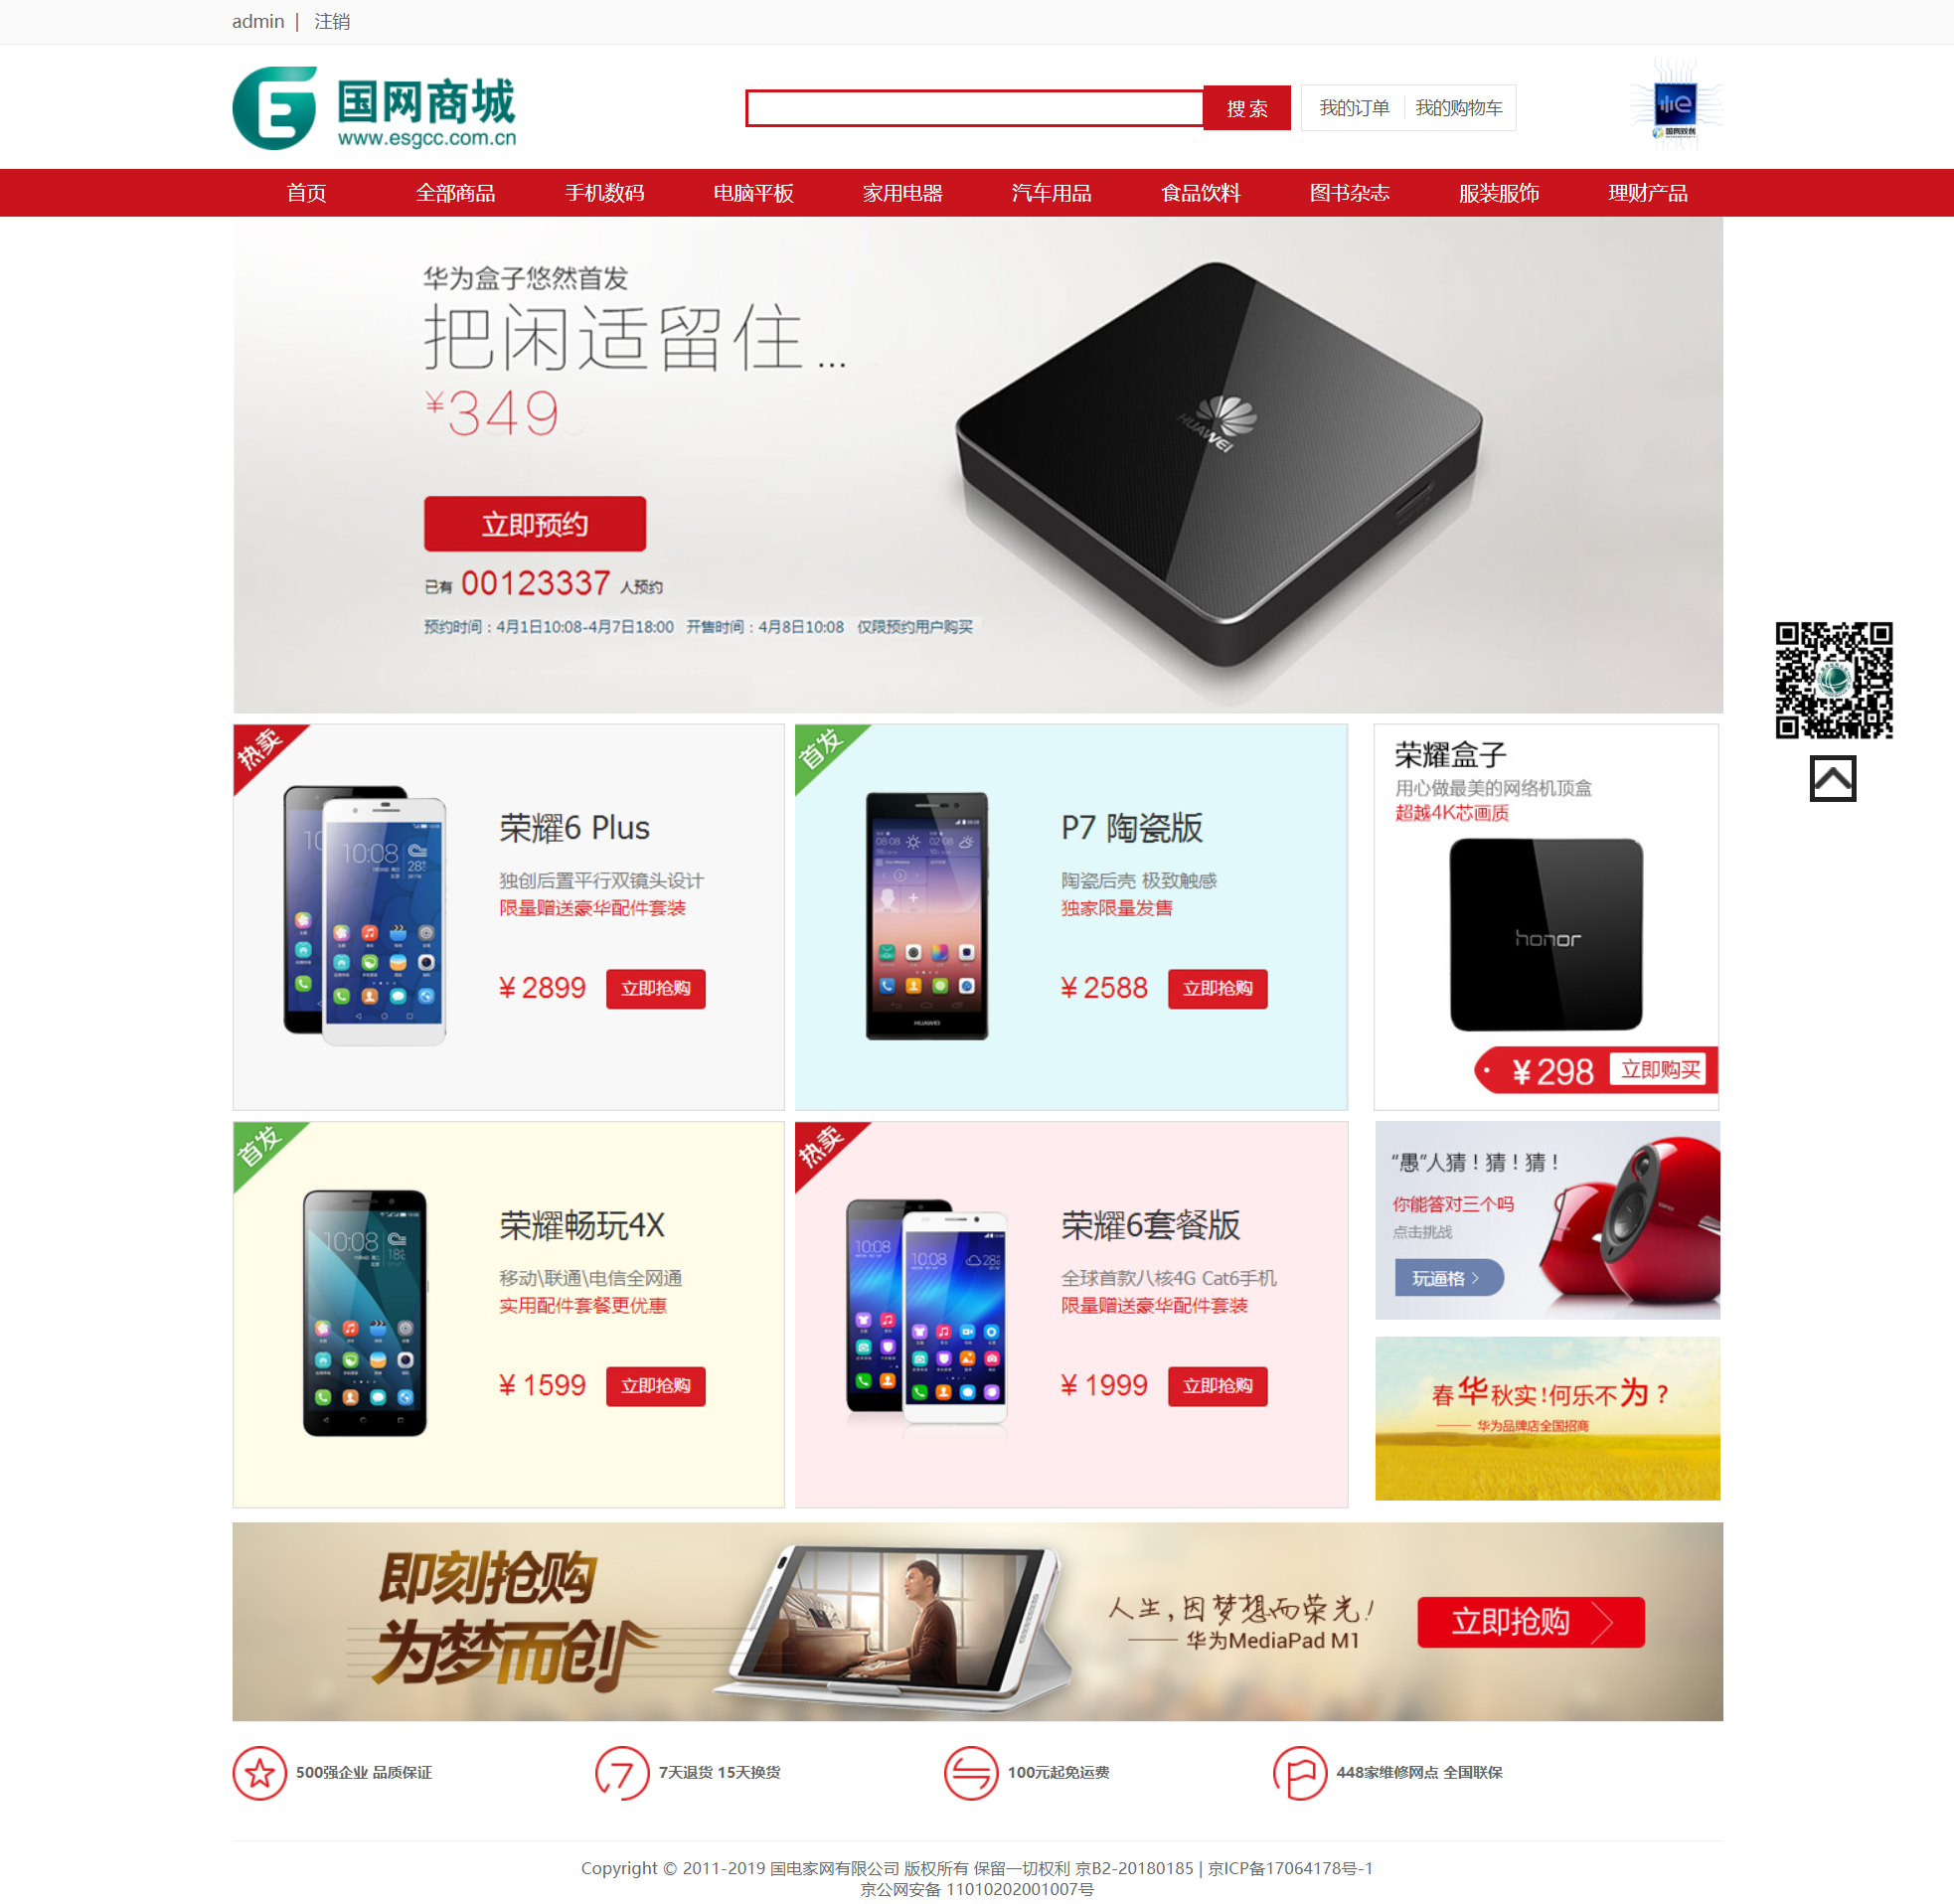 admin | 注销
国网商城
www.esgcc.com.cn
搜 索
我的订单
我的购物车
国网双创
首页
全部商品
手机数码
电脑平板
家用电器
汽车用品
食品饮料
图书杂志
服装服饰
理财产品
华为盒子悠然首发
把闲适留住...
¥349
立即预约
已有 00123337 人预约
预约时间：4月1日10:08-4月7日18:00 开售时间：4月8日10:08 仅限预约用户购买
HUAWEI
热卖
荣耀6 Plus
独创后置平行双镜头设计
限量赠送豪华配件套装
¥ 2899
立即抢购
10:08
28
首发
P7 陶瓷版
陶瓷后壳 极致触感
独家限量发售
¥ 2588
立即抢购
08:08
02:08
HUAWEI
荣耀盒子
用心做最美的网络机顶盒
超越4K芯画质
honor
¥ 298
立即购买
首发
荣耀畅玩4X
移动\联通\电信全网通
实用配件套餐更优惠
¥ 1599
立即抢购
10:08
18
热卖
荣耀6套餐版
全球首款八核4G Cat6手机
限量赠送豪华配件套装
¥ 1999
立即抢购
10:08
10:08
28
“愚”人猜！猜！猜！
你能答对三个吗
点击挑战
玩逼格 >
春华秋实!何乐不为？
华为品牌店全国招商
即刻抢购
为梦而创
人生,因梦想而荣光!
华为MediaPad M1
立即抢购
500强企业 品质保证
7天退货 15天换货
100元起免运费
448家维修网点 全国联保
Copyright © 2011-2019 国电家网有限公司 版权所有 保留一切权利 京B2-20180185 | 京ICP备17064178号-1
京公网安备 11010202001007号